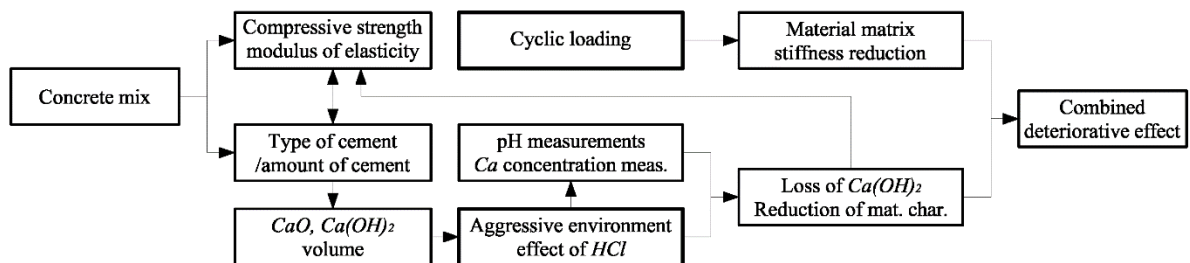 Compressive strength
modulus of elasticity
Cyclic loading
Material matrix
stiffness reduction
Concrete mix
Combined
deteriorative effect
Type of cement
/amount of cement
pH measurements
Ca concentration meas.
Loss of Ca(OH)₂
Reduction of mat. char.
CaO, Ca(OH)₂
volume
Aggressive environment
effect of HCl